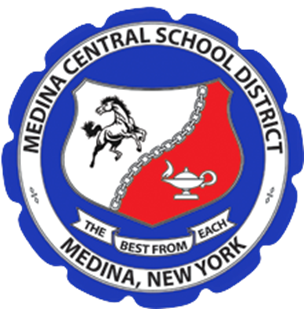 MEDINA CENTRAL SCHOOL DISTRICT
THE BEST FROM EACH
MEDINA, NEW YORK